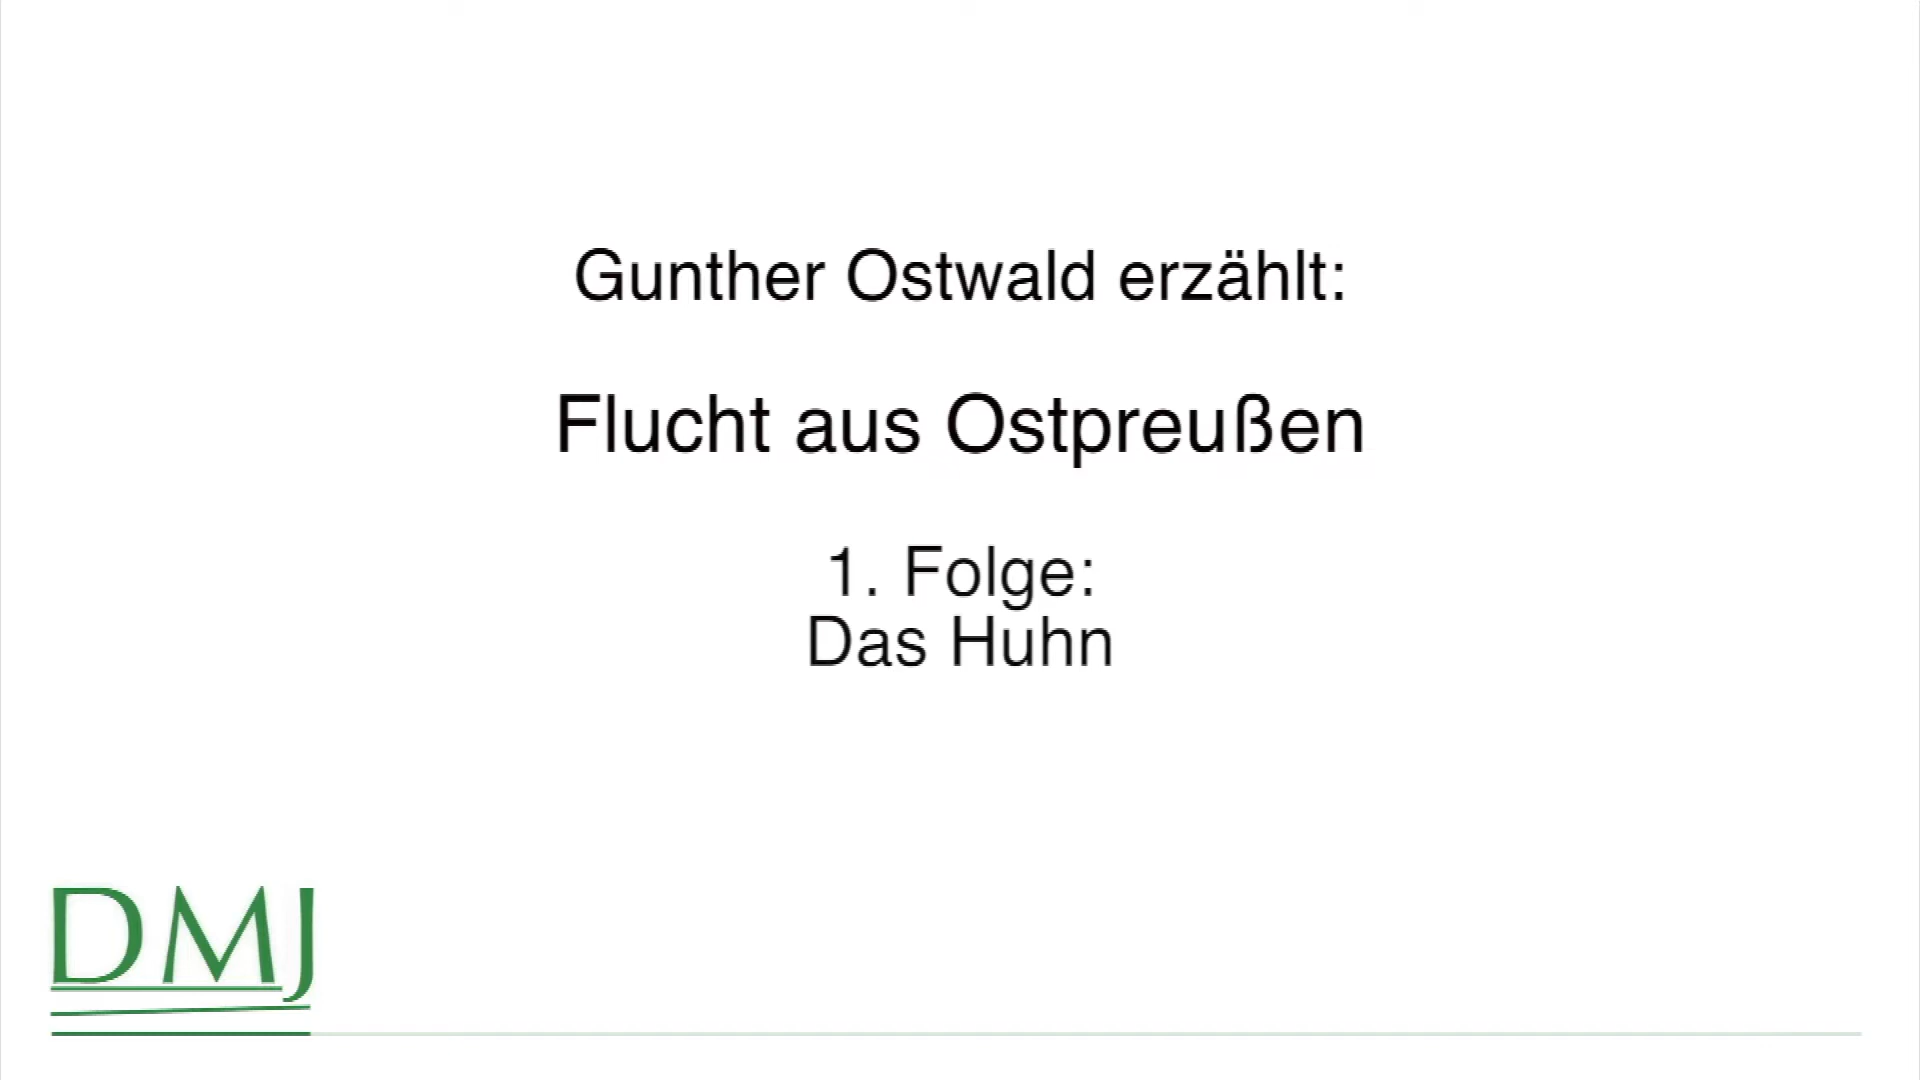 Gunther Ostwald erzählt:
Flucht aus Ostpreußen
1. Folge:
Das Huhn
DMJ